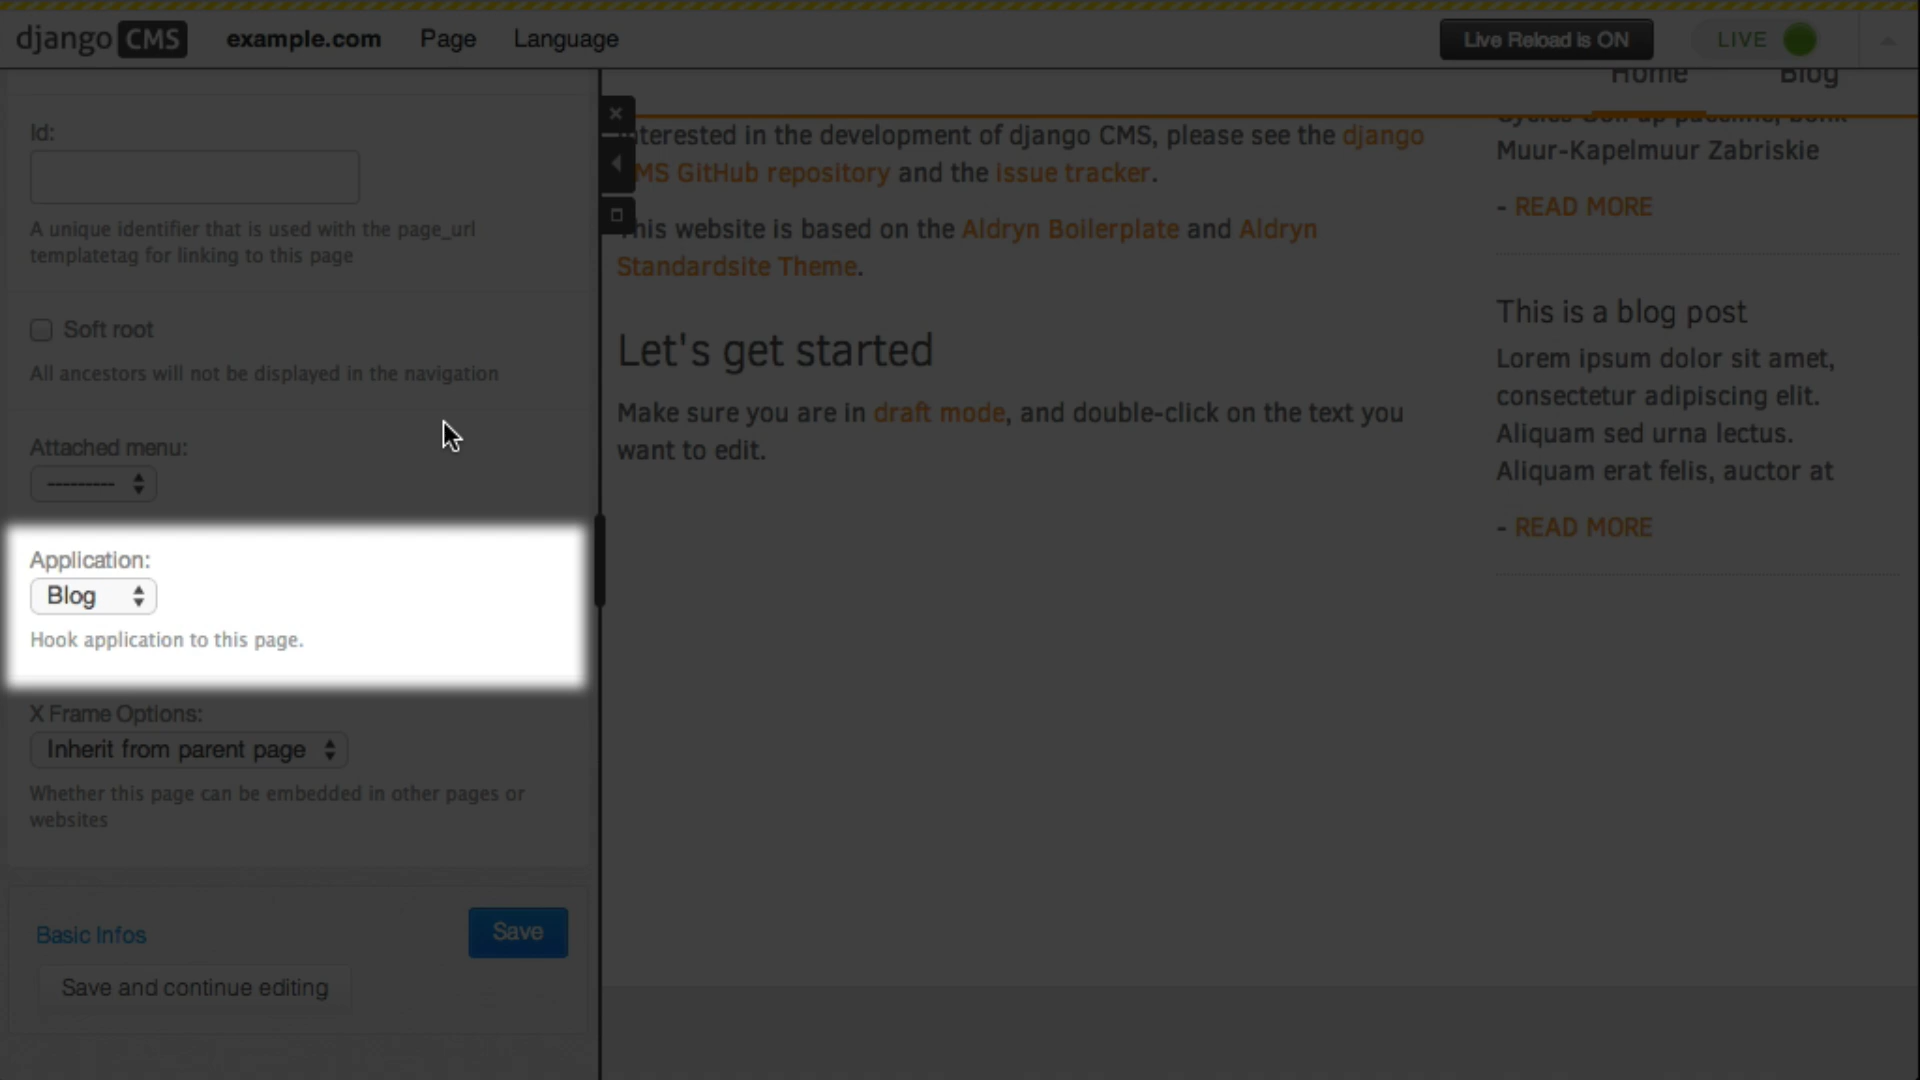 django CMS example.com Page Language Live Reload is ON LIVE
Home Blog
Id:
A unique identifier that is used with the page_url
templatetag for linking to this page
Soft root
All ancestors will not be displayed in the navigation
Attached menu:
---------
Application:
Blog
Hook application to this page.
X Frame Options:
Inherit from parent page
Whether this page can be embedded in other pages or
websites
Basic Infos
Save
Save and continue editing
terested in the development of django CMS, please see the django
MS GitHub repository and the issue tracker.
his website is based on the Aldryn Boilerplate and Aldryn
Standardsite Theme.
Let's get started
Make sure you are in draft mode, and double-click on the text you
want to edit.
Muur-Kapelmuur Zabriskie
- READ MORE
This is a blog post
Lorem ipsum dolor sit amet,
consectetur adipiscing elit.
Aliquam sed urna lectus.
Aliquam erat felis, auctor at
- READ MORE